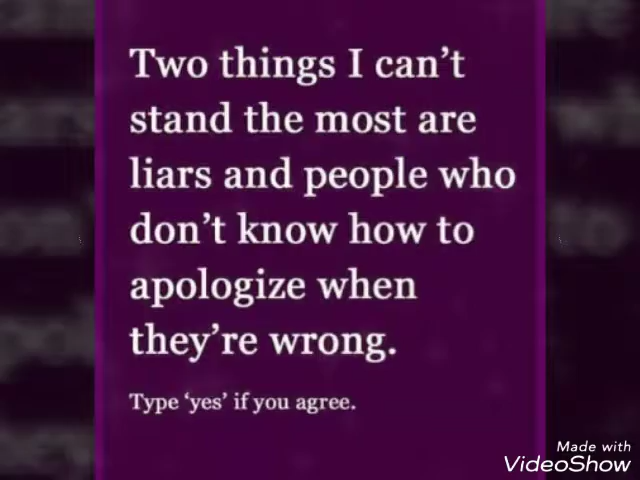 Two things I can’t
stand the most are
liars and people who
don’t know how to
apologize when
they’re wrong.
Type ‘yes’ if you agree.
Made with
VideoShow